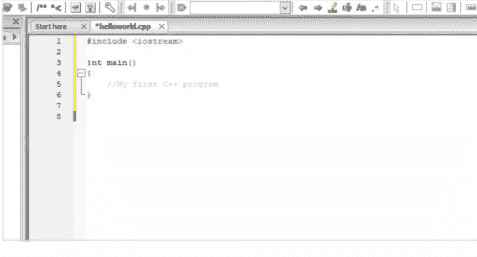 Start here
*helloworld.cpp
1 #include <iostream>
2
3 int main()
4 {
5 //My first C++ program
6 }
7
8